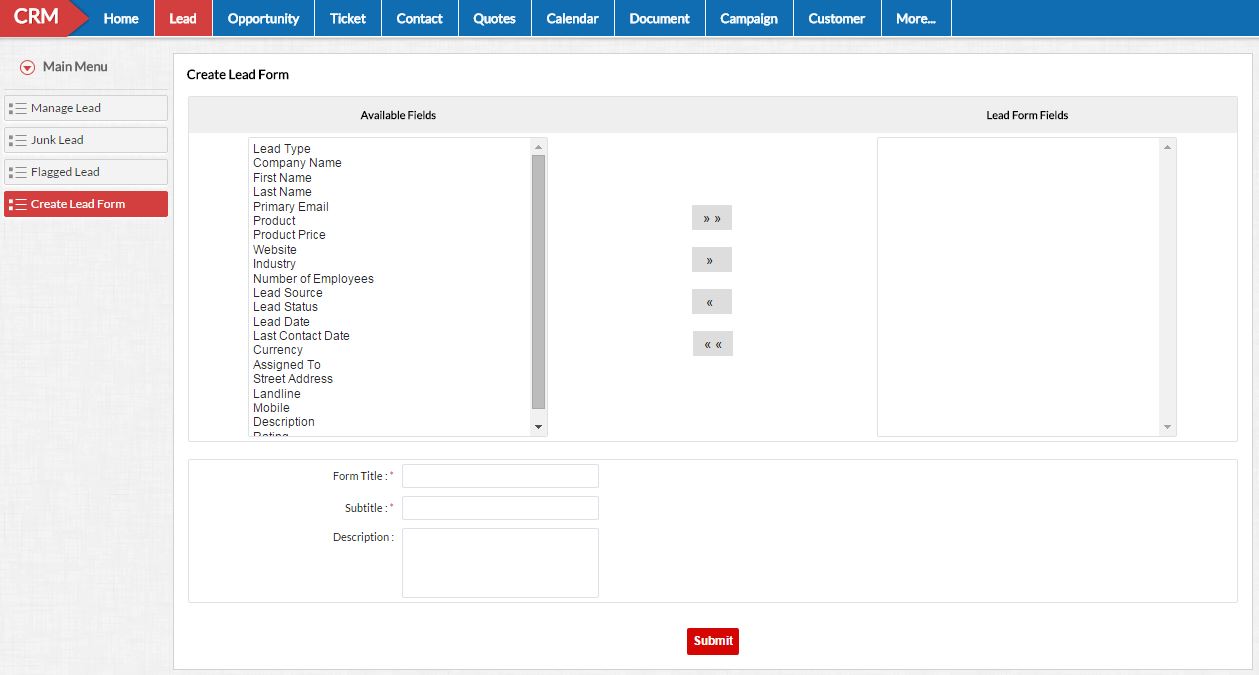 CRM Home Lead Opportunity Ticket Contact Quotes Calendar Document Campaign Customer More...
Main Menu
Manage Lead
Junk Lead
Flagged Lead
Create Lead Form
Create Lead Form
Available Fields Lead Form Fields
Lead Type
Company Name
First Name
Last Name
Primary Email
Product
Product Price
Website
Industry
Number of Employees
Lead Source
Lead Status
Lead Date
Last Contact Date
Currency
Assigned To
Street Address
Landline
Mobile
Description
Rating
» »
»
«
« «
Form Title : *
Subtitle : *
Description :
Submit